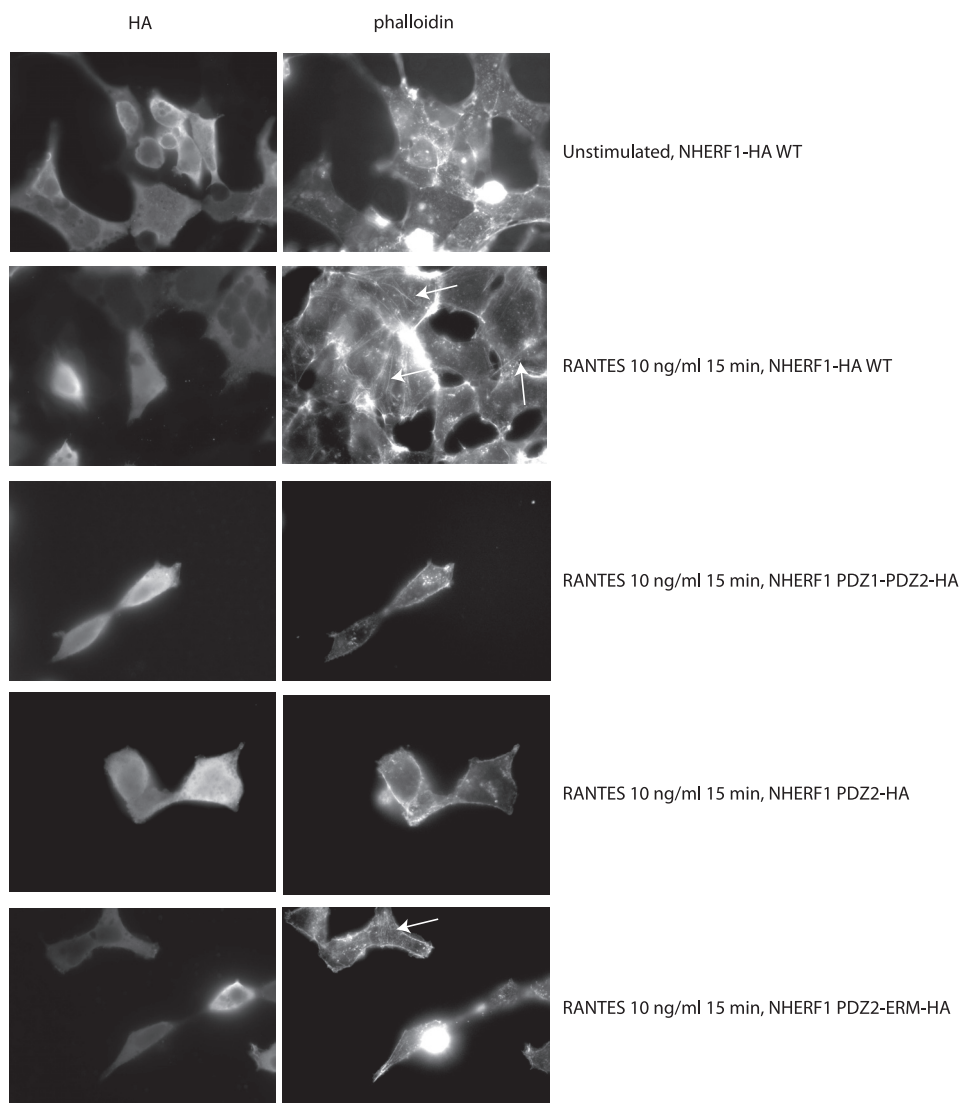 HA
phalloidin
Unstimulated, NHERF1-HA WT
RANTES 10 ng/ml 15 min, NHERF1-HA WT
RANTES 10 ng/ml 15 min, NHERF1 PDZ1-PDZ2-HA
RANTES 10 ng/ml 15 min, NHERF1 PDZ2-HA
RANTES 10 ng/ml 15 min, NHERF1 PDZ2-ERM-HA